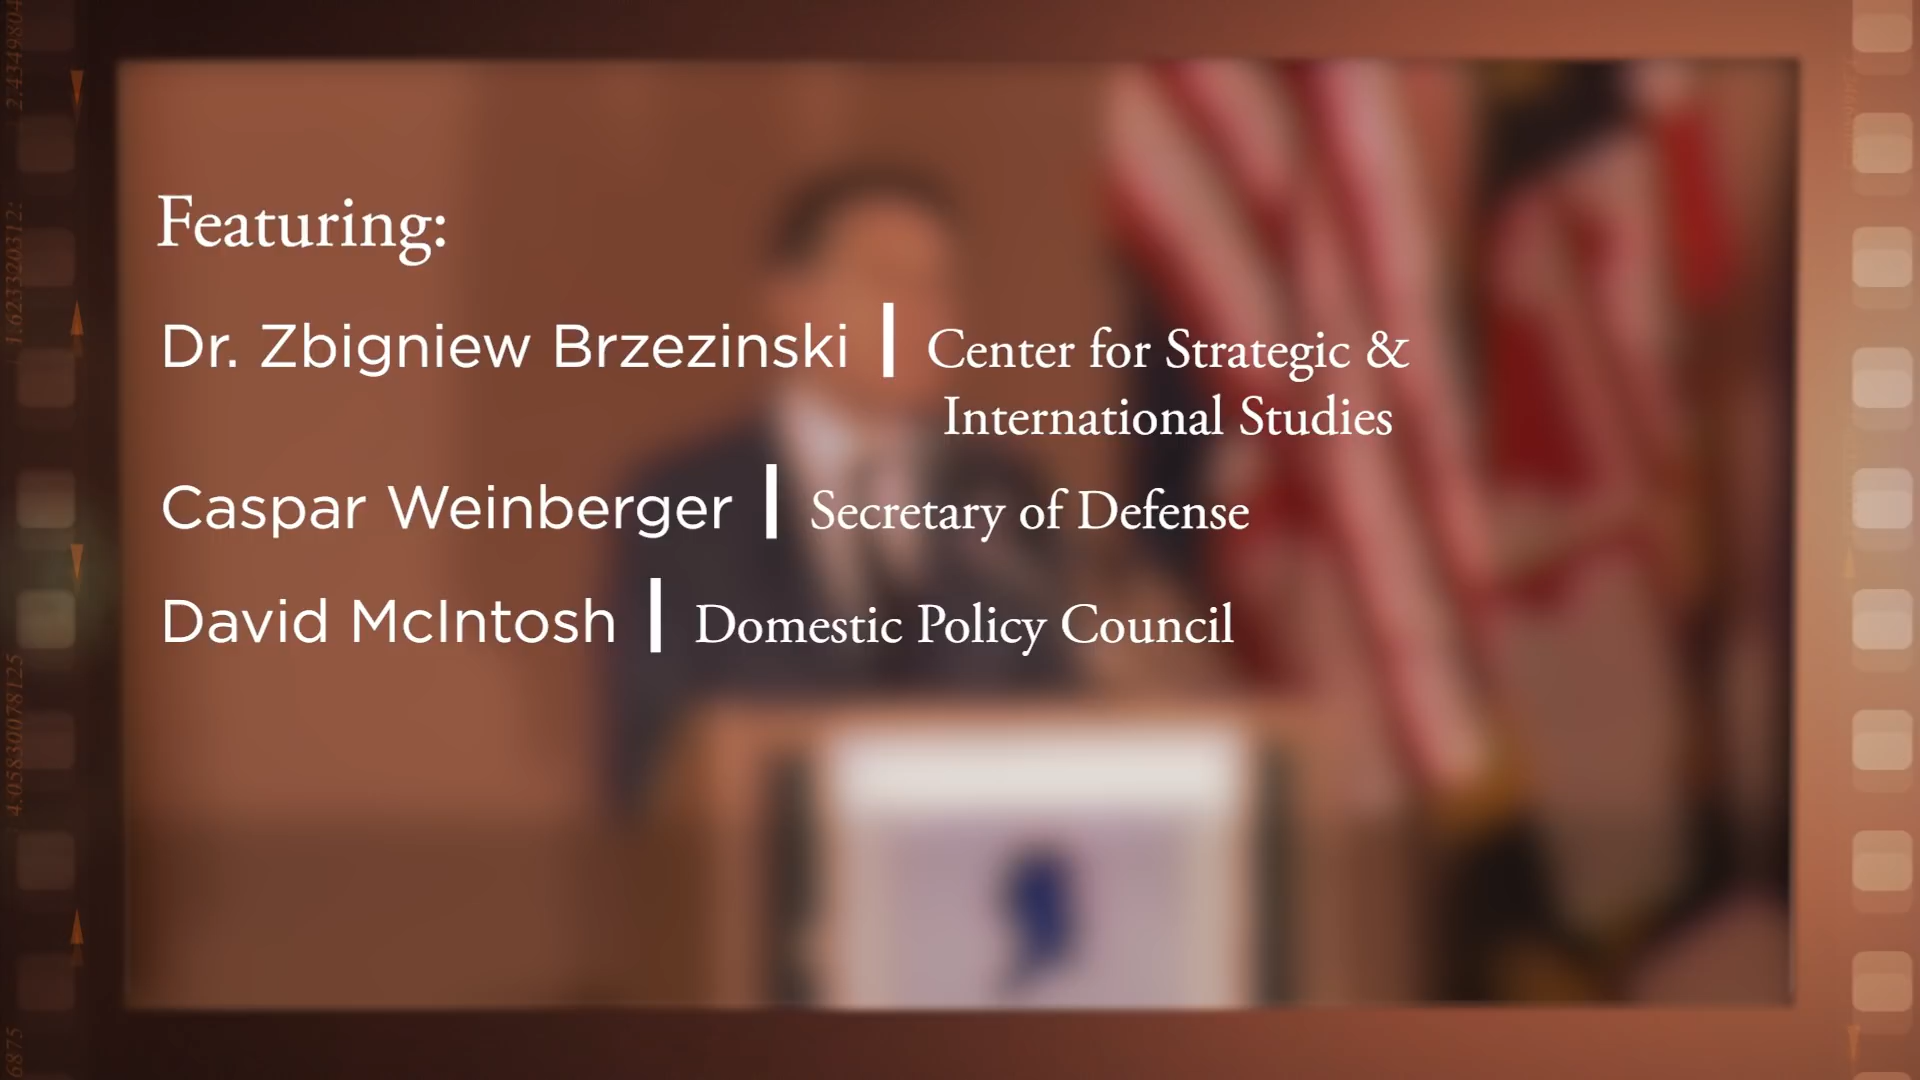 Featuring:
Dr. Zbigniew Brzezinski | Center for Strategic &
International Studies
Caspar Weinberger | Secretary of Defense
David McIntosh | Domestic Policy Council